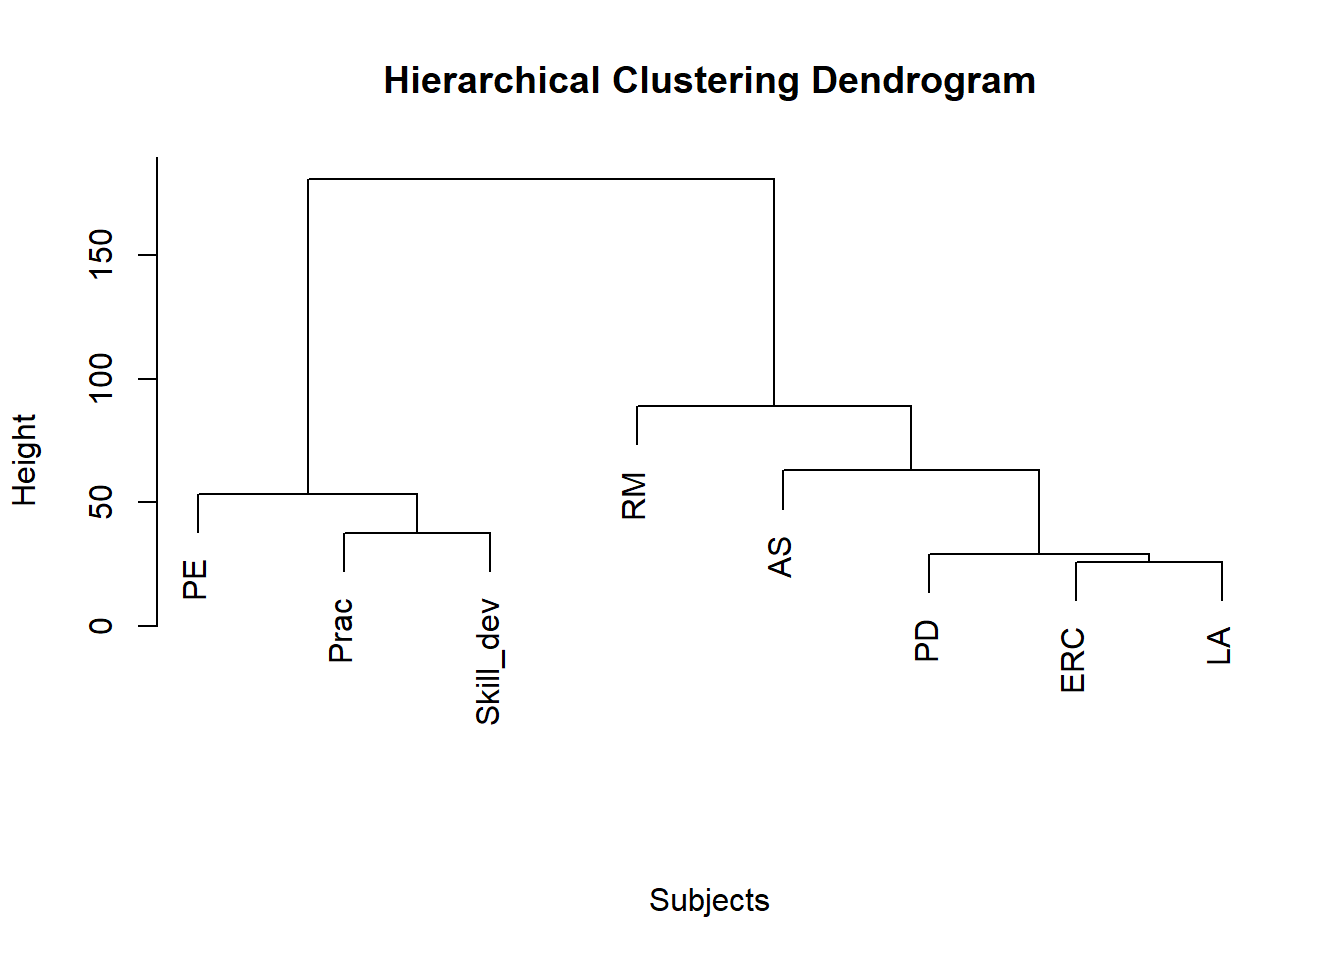 Hierarchical Clustering Dendrogram
Height
150
100
50
0
PE
Prac
Skill_dev
RM
AS
PD
ERC
LA
Subjects